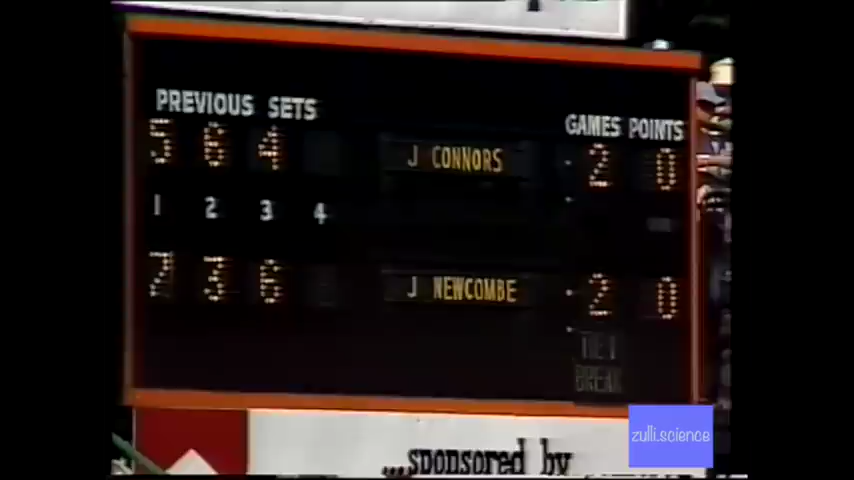 PREVIOUS SETS
GAMES POINTS
5 6 4 J CONNORS 2 0
1 2 3 4
7 3 6 J NEWCOMBE 2 0
TIE
BREAK
...sponsored by
zulli.science